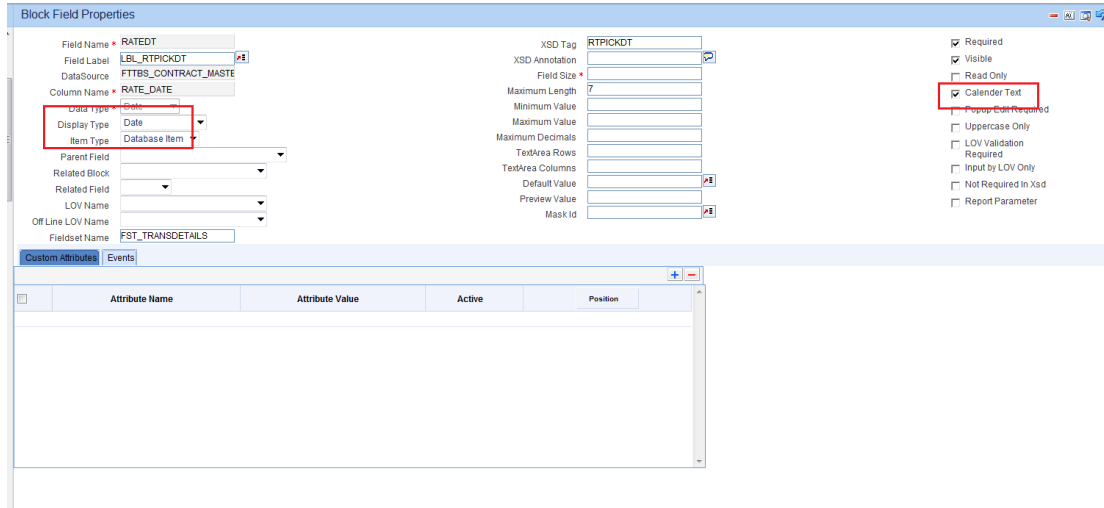 Block Field Properties
Field Name * RATEDT
Field Label LBL_RTPICKDT
DataSource FTTBS_CONTRACT_MASTE
Column Name * RATE_DATE
Data Type * Date
Display Type Date
Item Type Database Item
Parent Field
Related Block
Related Field
LOV Name
Off Line LOV Name
Fieldset Name FST_TRANSDETAILS
XSD Tag RTPICKDT
XSD Annotation
Field Size *
Maximum Length 7
Minimum Value
Maximum Value
Maximum Decimals
TextArea Rows
TextArea Columns
Default Value
Preview Value
Mask Id
Required
Visible
Read Only
Calender Text
Popup Edit Required
Uppercase Only
LOV Validation
Required
Input by LOV Only
Not Required In Xsd
Report Parameter
Custom Attributes Events
Attribute Name Attribute Value Active Position